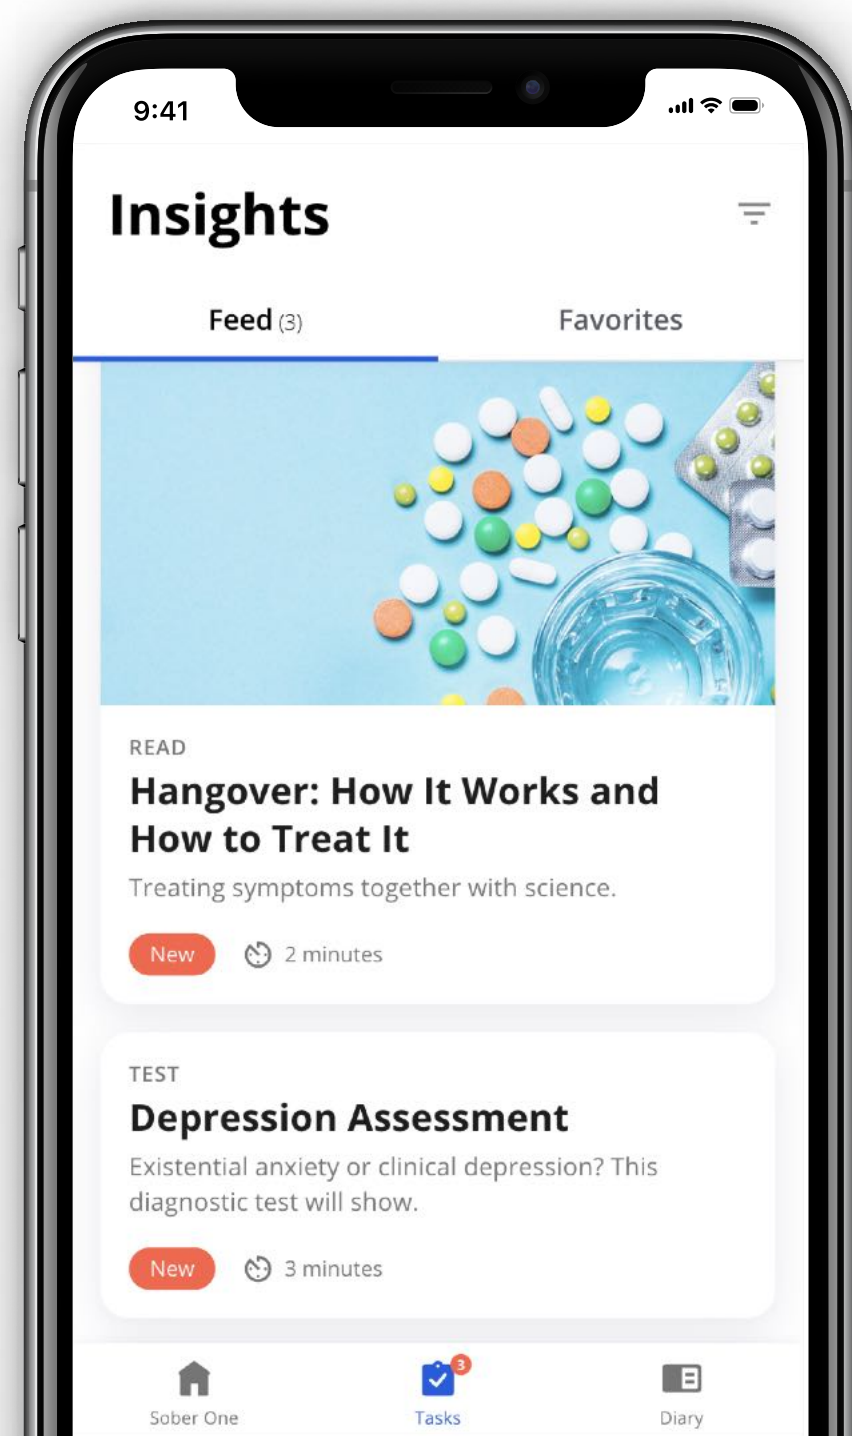 9:41
Insights
Feed (3) Favorites
READ
Hangover: How It Works and
How to Treat It
Treating symptoms together with science.
New 2 minutes
TEST
Depression Assessment
Existential anxiety or clinical depression? This
diagnostic test will show.
New 3 minutes
3
Sober One Tasks Diary